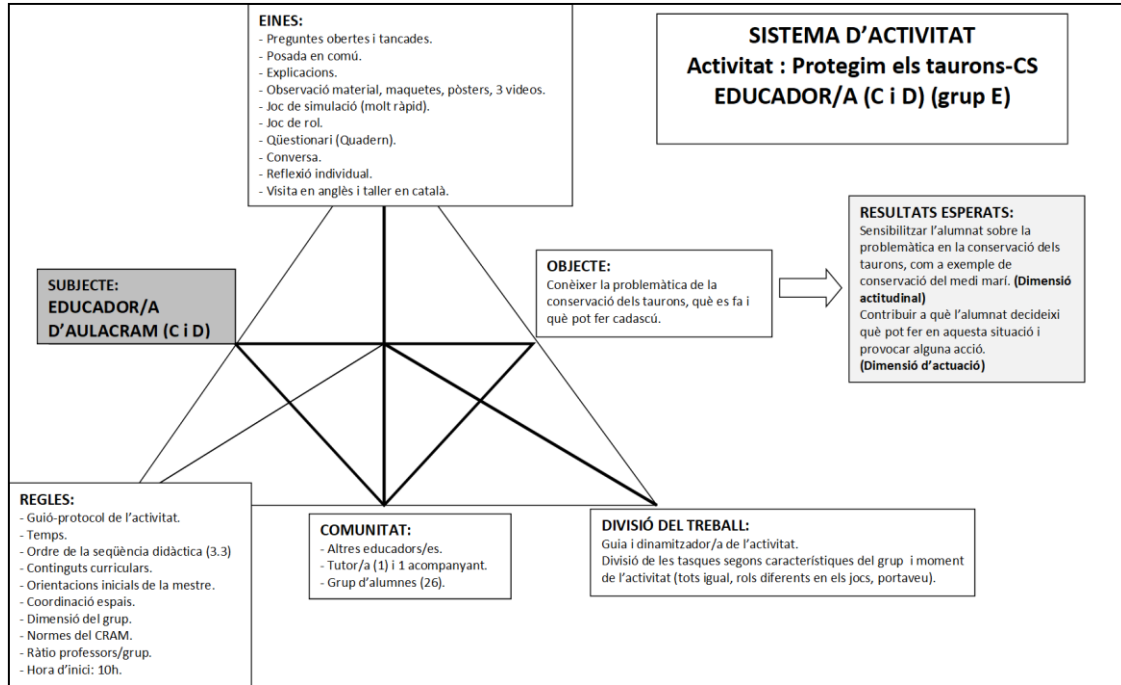 EINES:
- Preguntes obertes i tancades.
- Posada en comú.
- Explicacions.
- Observació material, maquetes, pòsters, 3 videos.
- Joc de simulació (molt ràpid).
- Joc de rol.
- Qüestionari (Quadern).
- Conversa.
- Reflexió individual.
- Visita en anglès i taller en català.
SISTEMA D'ACTIVITAT
Activitat : Protegim els taurons-CS
EDUCADOR/A (C i D) (grup E)
SUBJECTE:
EDUCADOR/A
D'AULACRAM (C i D)
OBJECTE:
Conèixer la problemàtica de la
conservació dels taurons, què es fa i
què pot fer cadascú.
RESULTATS ESPERATS:
Sensibilitzar l'alumnat sobre la
problemàtica en la conservació dels
taurons, com a exemple de
conservació del medi marí. (Dimensió
actitudinal)
Contribuir a què l'alumnat decideixi
què pot fer en aquesta situació i
provocar alguna acció.
(Dimensió d'actuació)
REGLES:
- Guió-protocol de l'activitat.
- Temps.
- Ordre de la seqüència didàctica (3.3)
- Continguts curriculars.
- Orientacions inicials de la mestre.
- Coordinació espais.
- Dimensió del grup.
- Normes del CRAM.
- Ràtio professors/grup.
- Hora d'inici: 10h.
COMUNITAT:
- Altres educadors/es.
- Tutor/a (1) i 1 acompanyant.
- Grup d'alumnes (26).
DIVISIÓ DEL TREBALL:
Guia i dinamitzador/a de l'activitat.
Divisió de les tasques segons característiques del grup i moment
de l'activitat (tots igual, rols diferents en els jocs, portaveu).